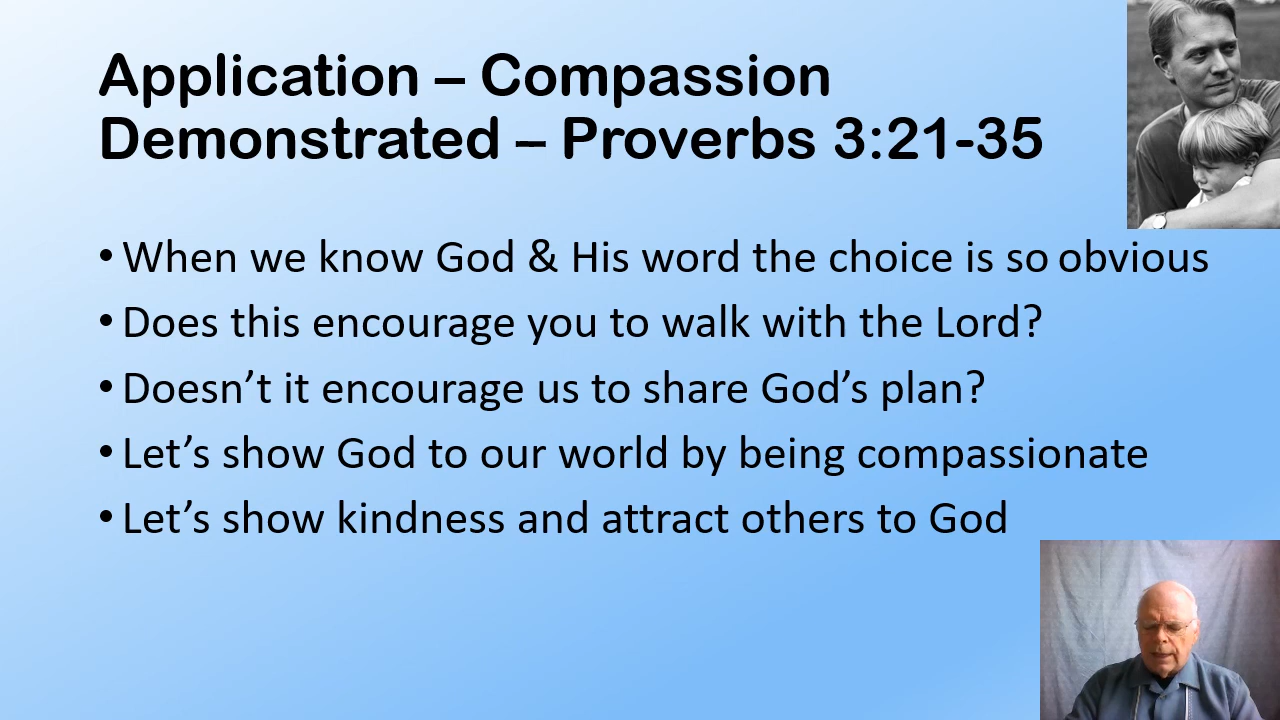 Application – Compassion
Demonstrated – Proverbs 3:21-35
• When we know God & His word the choice is so obvious
• Does this encourage you to walk with the Lord?
• Doesn’t it encourage us to share God’s plan?
• Let’s show God to our world by being compassionate
• Let’s show kindness and attract others to God